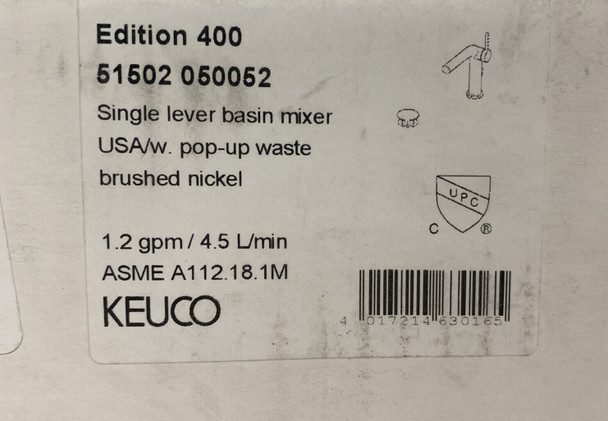 Edition 400
51502 050052
Single lever basin mixer
USA/w. pop-up waste
brushed nickel
UPC
C ®
1.2 gpm / 4.5 L/min
ASME A112.18.1M
KEUCO
4 017214 630165